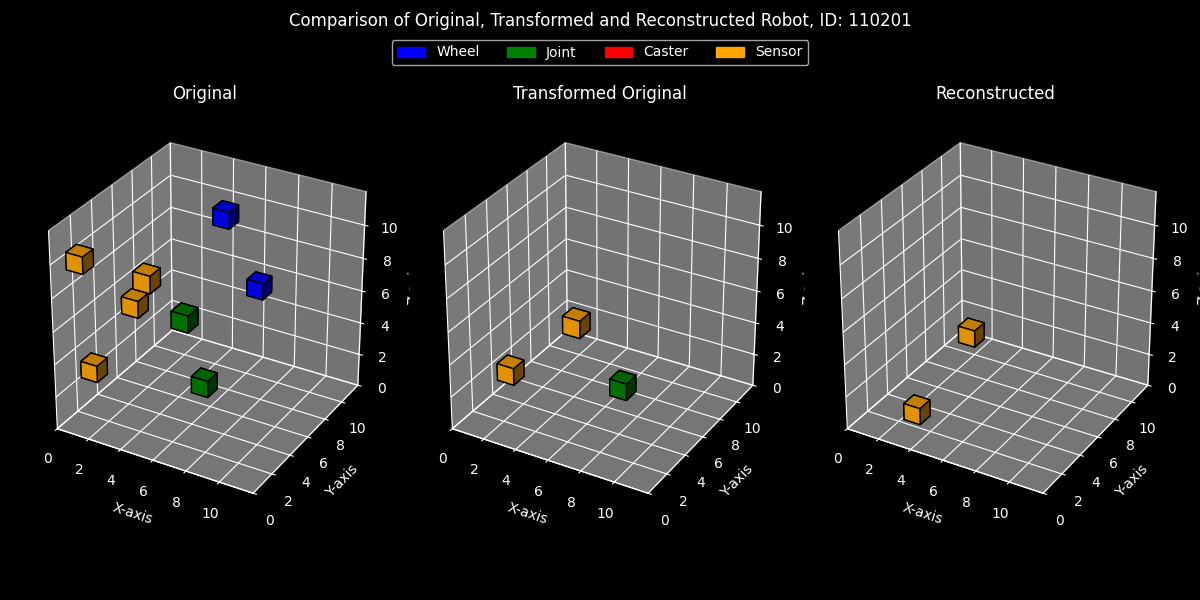 Comparison of Original, Transformed and Reconstructed Robot, ID: 110201
Wheel Joint Caster Sensor
Original Transformed Original Reconstructed
10 10 10
8 8 8
6 6 6
4 4 4
2 2 2
0 0 0
10 10 10
8 8 8
6 6 6
4 4 4
2 2 2
0 0 0
0 2 4 6 8 10 0 2 4 6 8 10 0 2 4 6 8 10
X-axis Y-axis X-axis Y-axis X-axis Y-axis